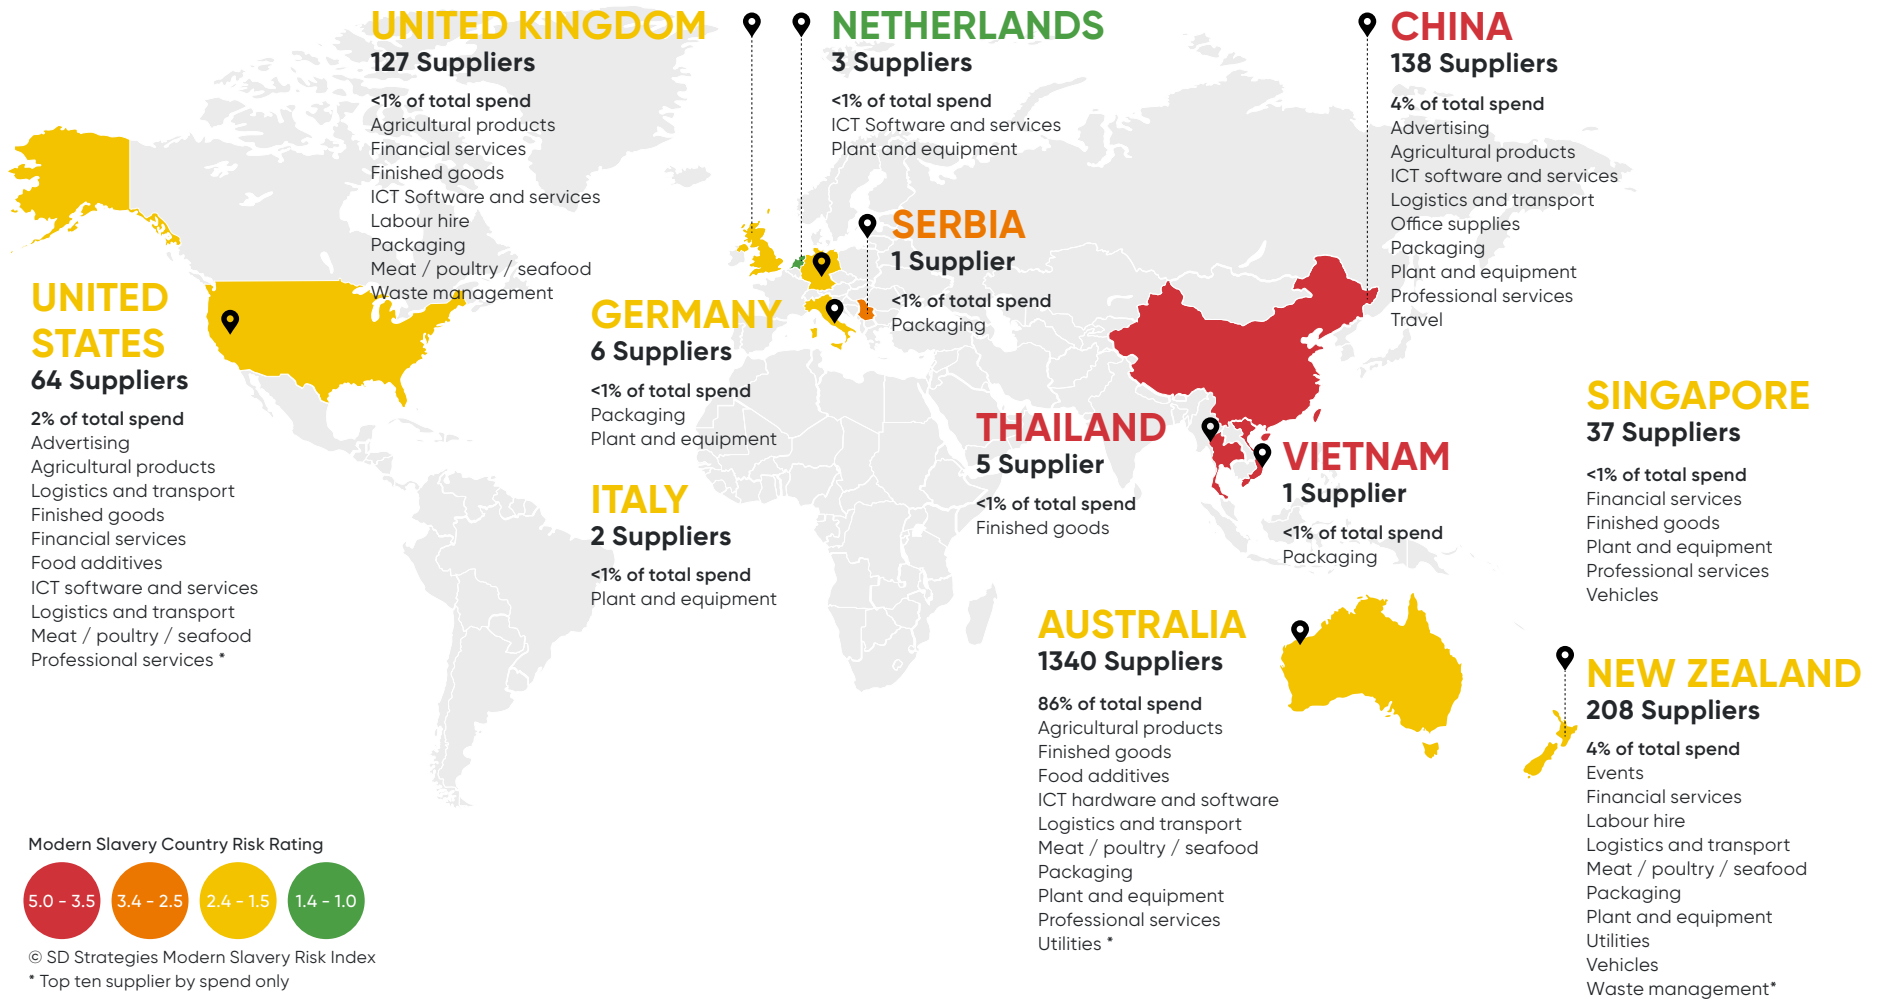 UNITED KINGDOM
127 Suppliers
<1% of total spend
Agricultural products
Financial services
Finished goods
ICT Software and services
Labour hire
Packaging
Meat / poultry / seafood
Waste management
NETHERLANDS
3 Suppliers
<1% of total spend
ICT Software and services
Plant and equipment
CHINA
138 Suppliers
4% of total spend
Advertising
Agricultural products
ICT software and services
Logistics and transport
Office supplies
Packaging
Plant and equipment
Professional services
Travel
SERBIA
1 Supplier
<1% of total spend
Packaging
UNITED
STATES
64 Suppliers
2% of total spend
Advertising
Agricultural products
Logistics and transport
Finished goods
Financial services
Food additives
ICT software and services
Logistics and transport
Meat / poultry / seafood
Professional services *
GERMANY
6 Suppliers
<1% of total spend
Packaging
Plant and equipment
ITALY
2 Suppliers
<1% of total spend
Plant and equipment
THAILAND
5 Supplier
<1% of total spend
Finished goods
VIETNAM
1 Supplier
<1% of total spend
Packaging
SINGAPORE
37 Suppliers
<1% of total spend
Financial services
Finished goods
Plant and equipment
Professional services
Vehicles
AUSTRALIA
1340 Suppliers
86% of total spend
Agricultural products
Finished goods
Food additives
ICT hardware and software
Logistics and transport
Meat / poultry / seafood
Packaging
Plant and equipment
Professional services
Utilities *
NEW ZEALAND
208 Suppliers
4% of total spend
Events
Financial services
Labour hire
Logistics and transport
Meat / poultry / seafood
Packaging
Plant and equipment
Utilities
Vehicles
Waste management*
Modern Slavery Country Risk Rating
5.0 - 3.5 3.4 - 2.5 2.4 - 1.5 1.4 - 1.0
© SD Strategies Modern Slavery Risk Index
* Top ten supplier by spend only